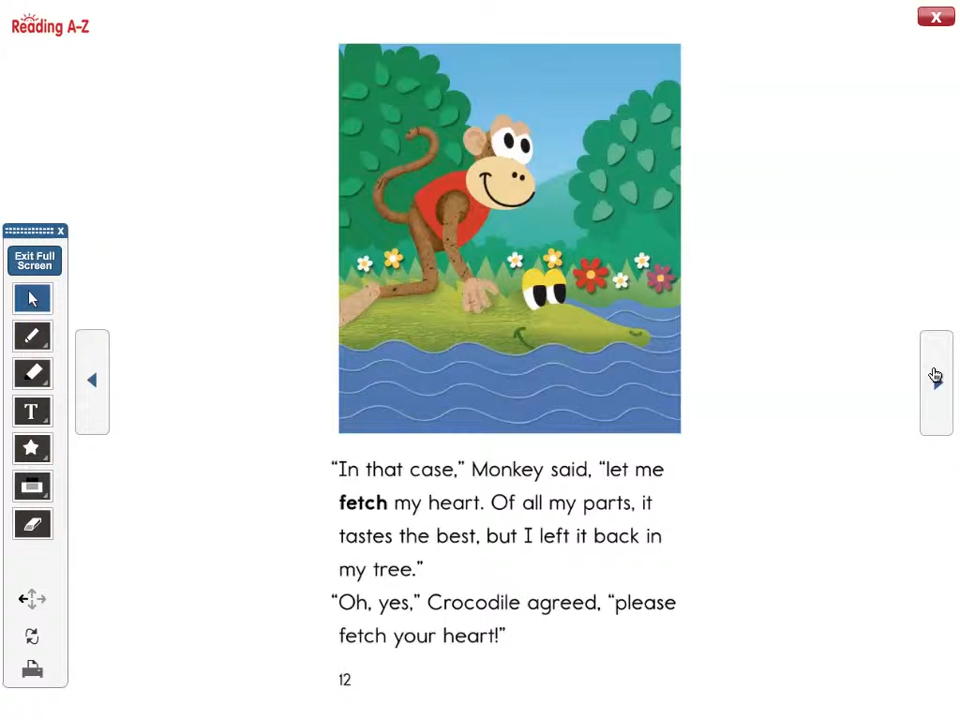 Reading A-Z
X
x
Exit Full
Screen
T
“In that case,” Monkey said, “let me
fetch my heart. Of all my parts, it
tastes the best, but I left it back in
my tree.”
“Oh, yes,” Crocodile agreed, “please
fetch your heart!”
12